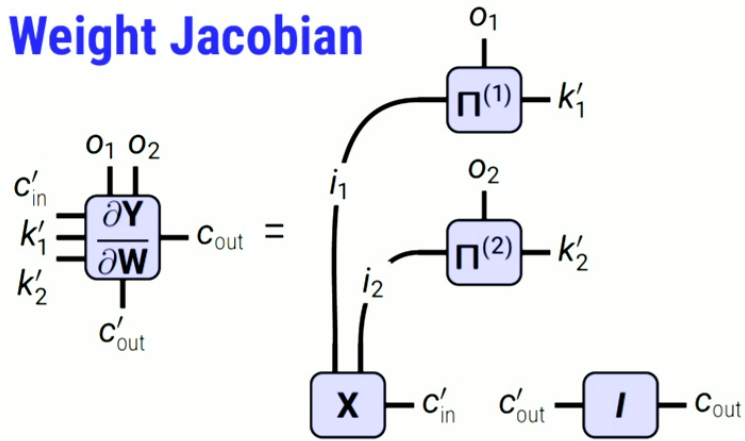 Weight Jacobian
o₁
Π⁽¹⁾
k′₁
o₁ o₂
c′in
k′₁
k′₂
∂Y
∂W
cout
=
c′out
i₁
o₂
Π⁽²⁾
k′₂
i₂
X
c′in
c′out
I
cout